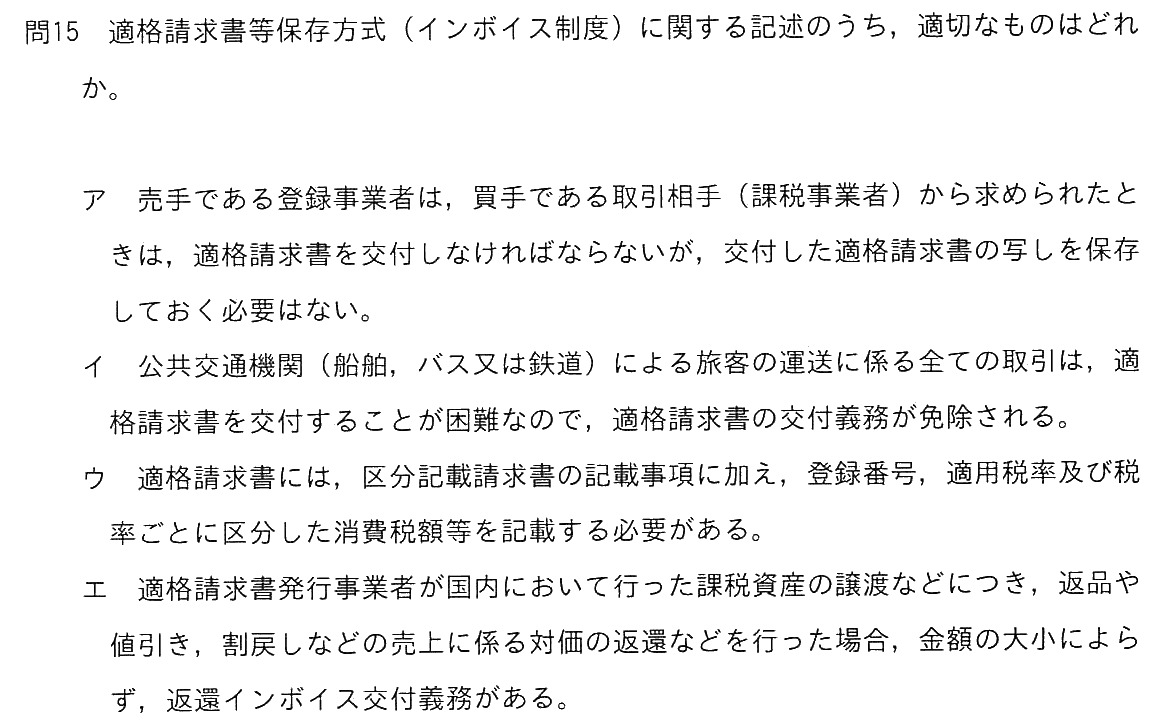 問15　適格請求書等保存方式（インボイス制度）に関する記述のうち，適切なものはどれ
か。
ア　売手である登録事業者は，買手である取引相手（課税事業者）から求められたと
きは，適格請求書を交付しなければならないが，交付した適格請求書の写しを保存
しておく必要はない。
イ　公共交通機関（船舶，バス又は鉄道）による旅客の運送に係る全ての取引は，適
格請求書を交付することが困難なので，適格請求書の交付義務が免除される。
ウ　適格請求書には，区分記載請求書の記載事項に加え，登録番号，適用税率及び税
率ごとに区分した消費税額等を記載する必要がある。
エ　適格請求書発行事業者が国内において行った課税資産の譲渡などにつき，返品や
値引き，割戻しなどの売上に係る対価の返還などを行った場合，金額の大小によら
ず，返還インボイス交付義務がある。